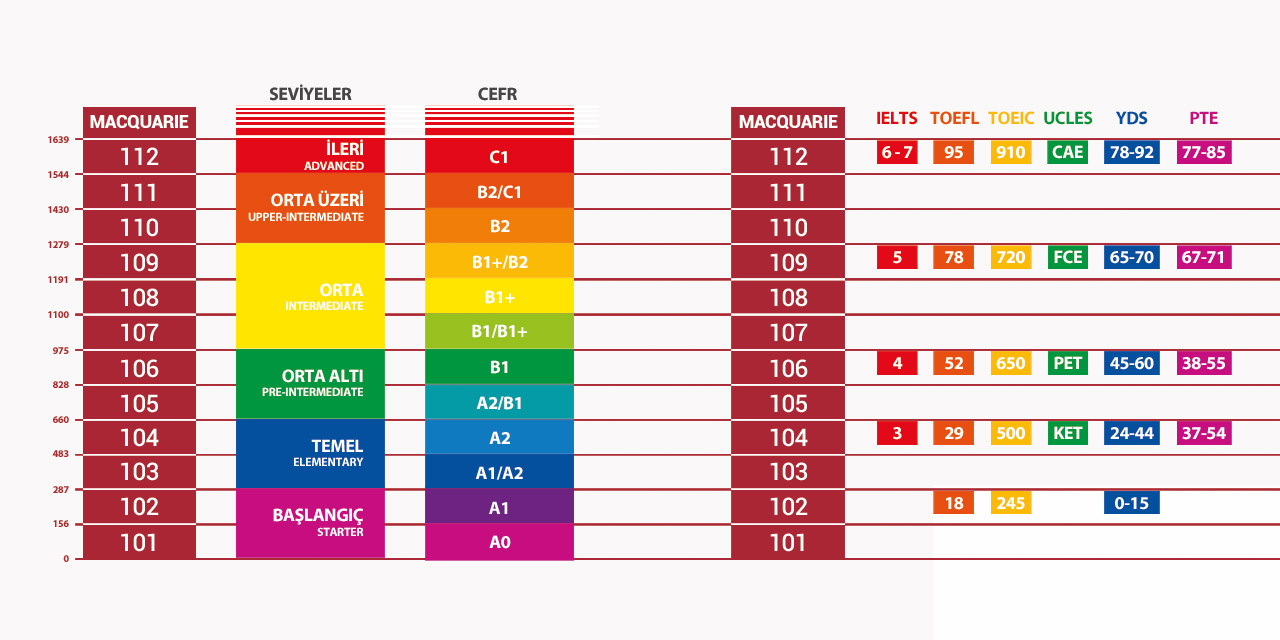 SEVİYELER CEFR
MACQUARIE MACQUARIE IELTS TOEFL TOEIC UCLES YDS PTE
1639
112 İLERİ ADVANCED C1 112 6 - 7 95 910 CAE 78-92 77-85
1544
111 B2/C1 111
ORTA ÜZERİ
1430
UPPER-INTERMEDIATE
110 B2 110
1279
109 B1+/B2 109 5 78 720 FCE 65-70 67-71
1191
108 ORTA B1+ 108
INTERMEDIATE
1100
107 B1/B1+ 107
975
106 B1 106 4 52 650 PET 45-60 38-55
ORTA ALTI
828
PRE-INTERMEDIATE
105 A2/B1 105
660
104 A2 104 3 29 500 KET 24-44 37-54
TEMEL
483
ELEMENTARY
103 A1/A2 103
287
102 A1 102 18 245 0-15
BAŞLANGIÇ
156
STARTER
101 A0 101
0